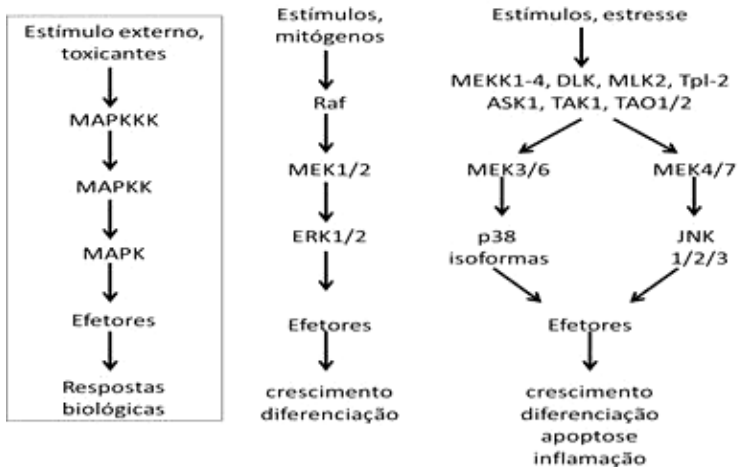 Estímulo externo,
toxicantes
MAPKKK
MAPKK
MAPK
Efetores
Respostas
biológicas
Estímulos,
mitógenos
Raf
MEK1/2
ERK1/2
Efetores
crescimento
diferenciação
Estímulos, estresse
MEKK1-4, DLK, MLK2, Tpl-2
ASK1, TAK1, TAO1/2
MEK3/6
MEK4/7
p38
isoformas
JNK
1/2/3
Efetores
crescimento
diferenciação
apoptose
inflamação